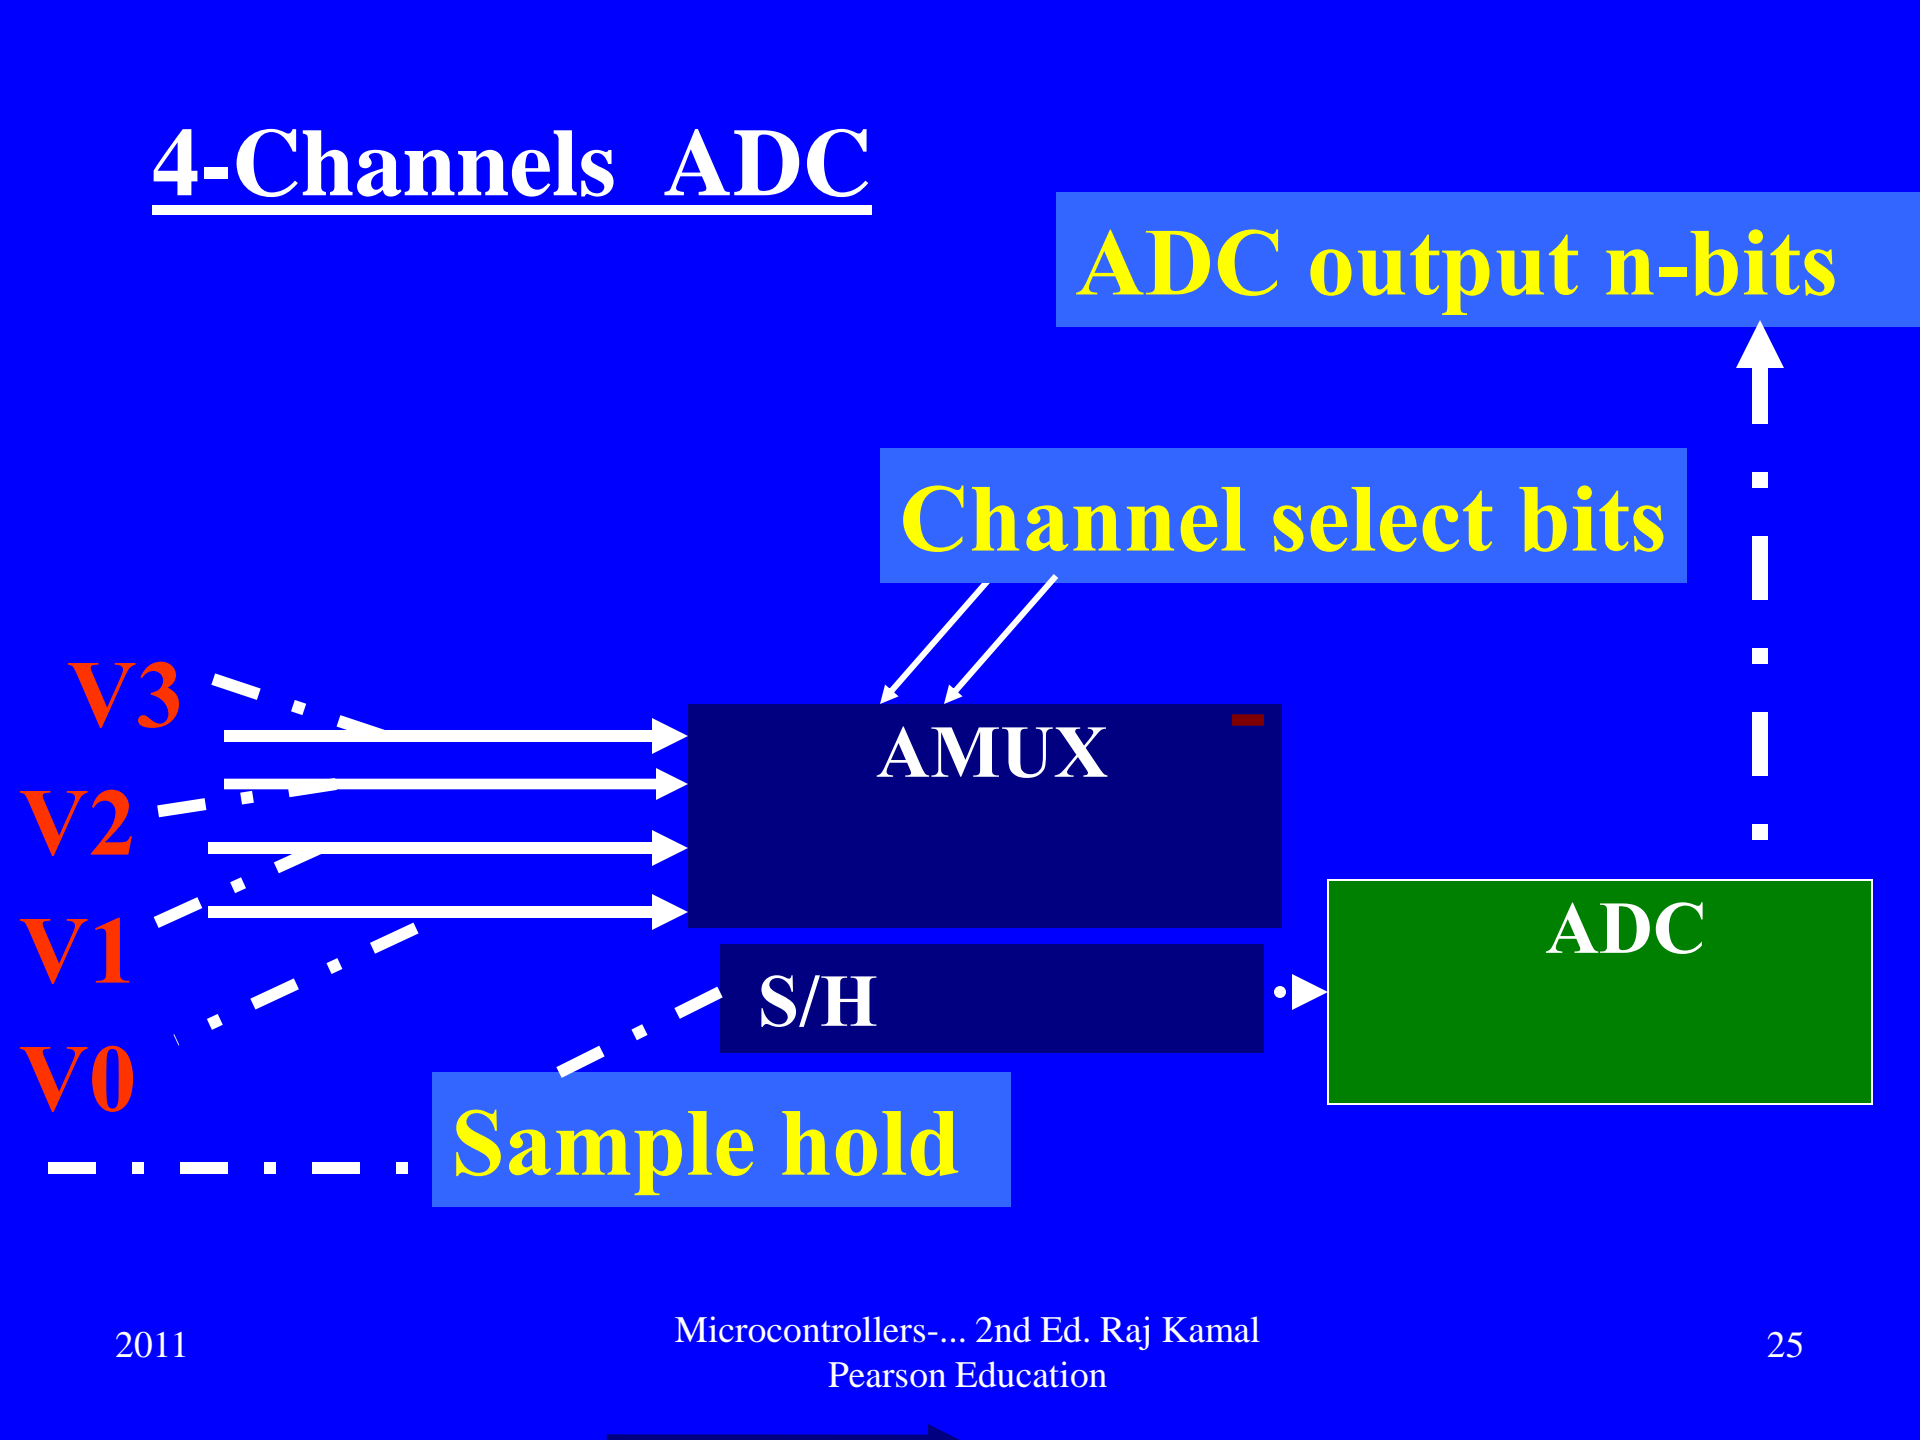 4-Channels ADC
ADC output n-bits
Channel select bits
V3
AMUX
V2
V1
ADC
S/H
V0
Sample hold
2011
Microcontrollers-... 2nd Ed. Raj Kamal
Pearson Education
25